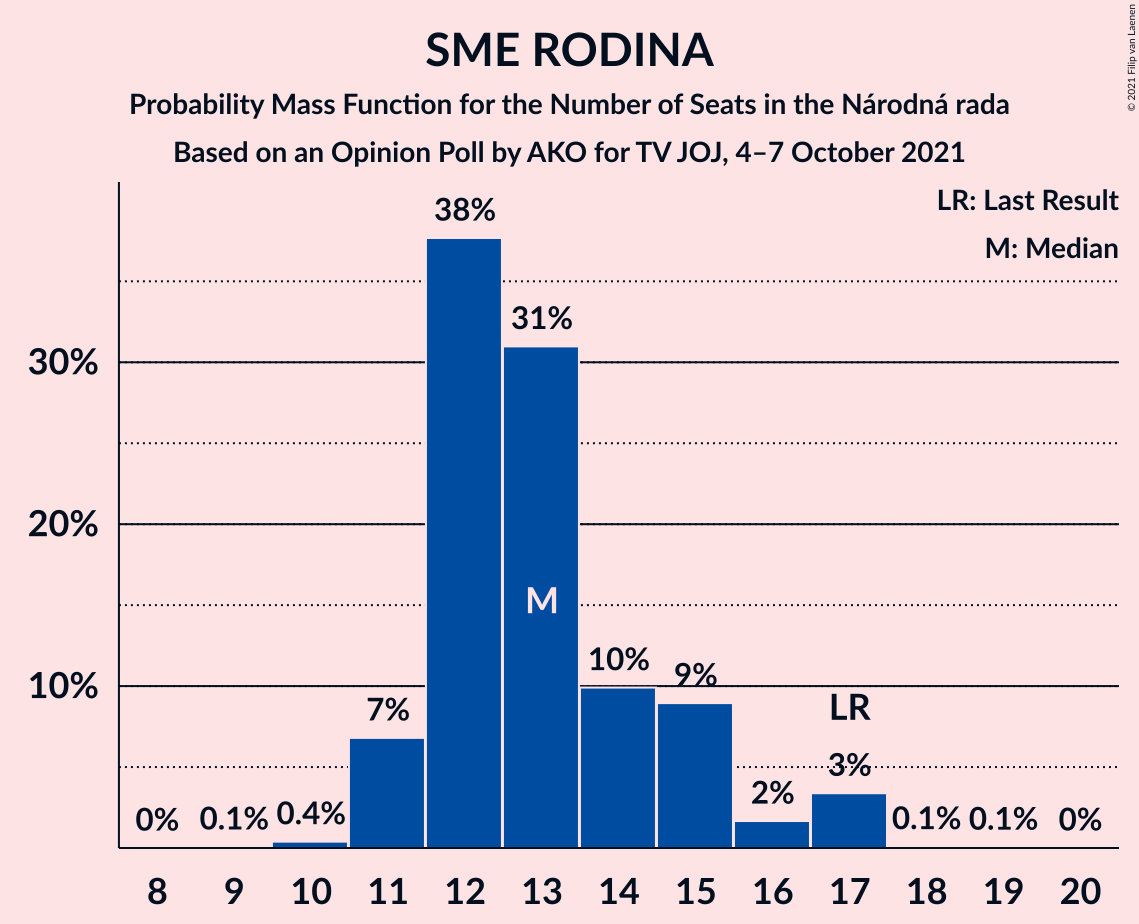 SME RODINA
Probability Mass Function for the Number of Seats in the Národná rada
Based on an Opinion Poll by AKO for TV JOJ, 4–7 October 2021
© 2021 Filip van Laenen
LR: Last Result
M: Median
38%
31%
30%
20%
M
10%
9%
10%
7%
LR
3%
2%
0%
0.1%
0.4%
0.1%
0.1%
0%
8 9 10 11 12 13 14 15 16 17 18 19 20